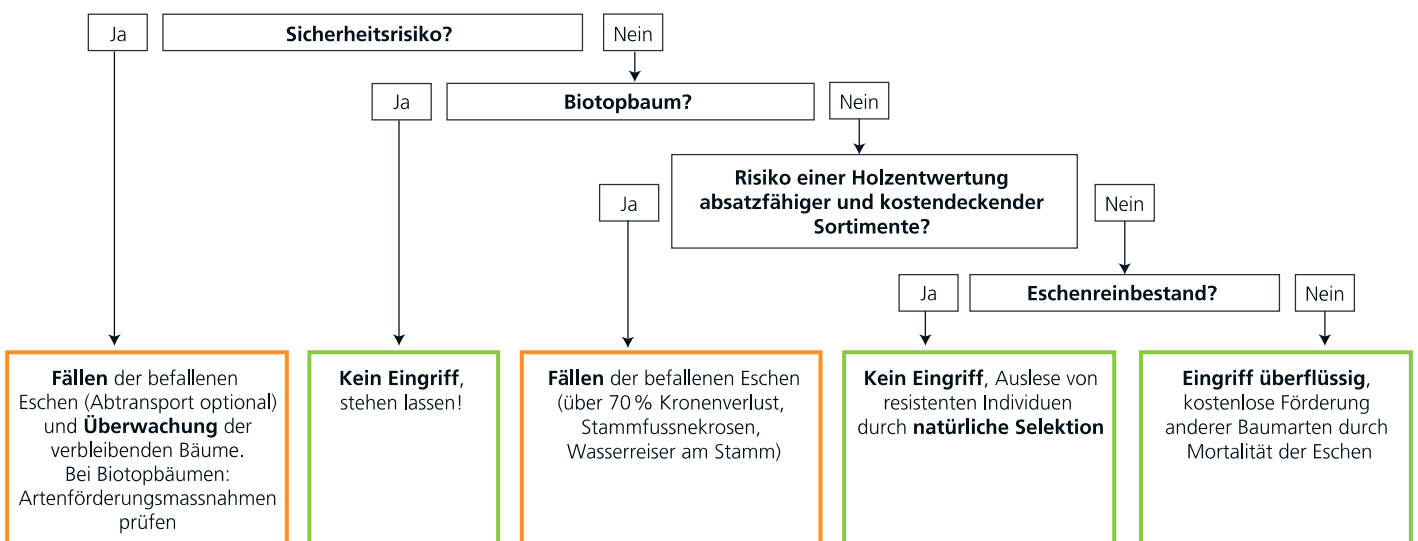 Ja
Sicherheitsrisiko?
Nein
Ja
Biotopbaum?
Nein
Ja
Risiko einer Holzentwertung
absatzfähiger und kostendeckender
Sortimente?
Nein
Ja
Eschenreinbestand?
Nein
Fällen der befallenen
Eschen (Abtransport optional)
und Überwachung der
verbleibenden Bäume.
Bei Biotopbäumen:
Artenförderungsmassnahmen
prüfen
Kein Eingriff,
stehen lassen!
Fällen der befallenen Eschen
(über 70 % Kronenverlust,
Stammfussnekrosen,
Wasserreiser am Stamm)
Kein Eingriff, Auslese von
resistenten Individuen
durch natürliche Selektion
Eingriff überflüssig,
kostenlose Förderung
anderer Baumarten durch
Mortalität der Eschen